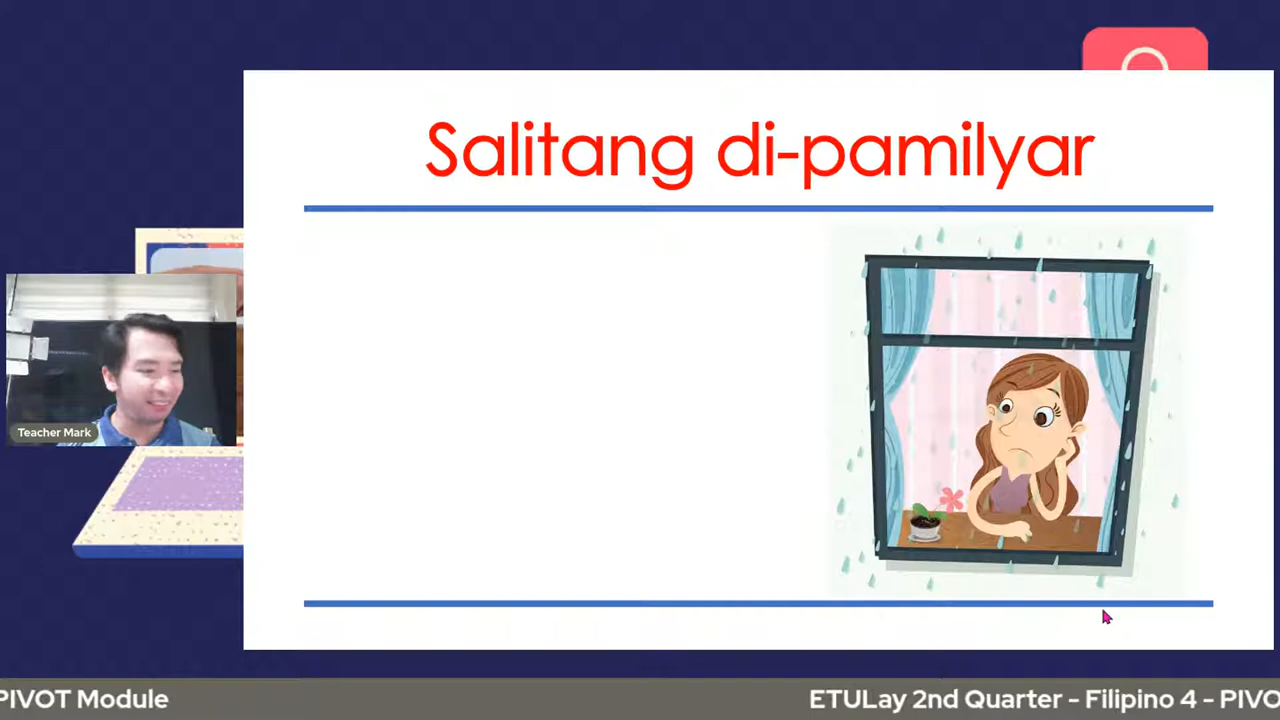 Salitang di-pamilyar
Teacher Mark
PIVOT Module
ETULay 2nd Quarter - Filipino 4 - PIVO